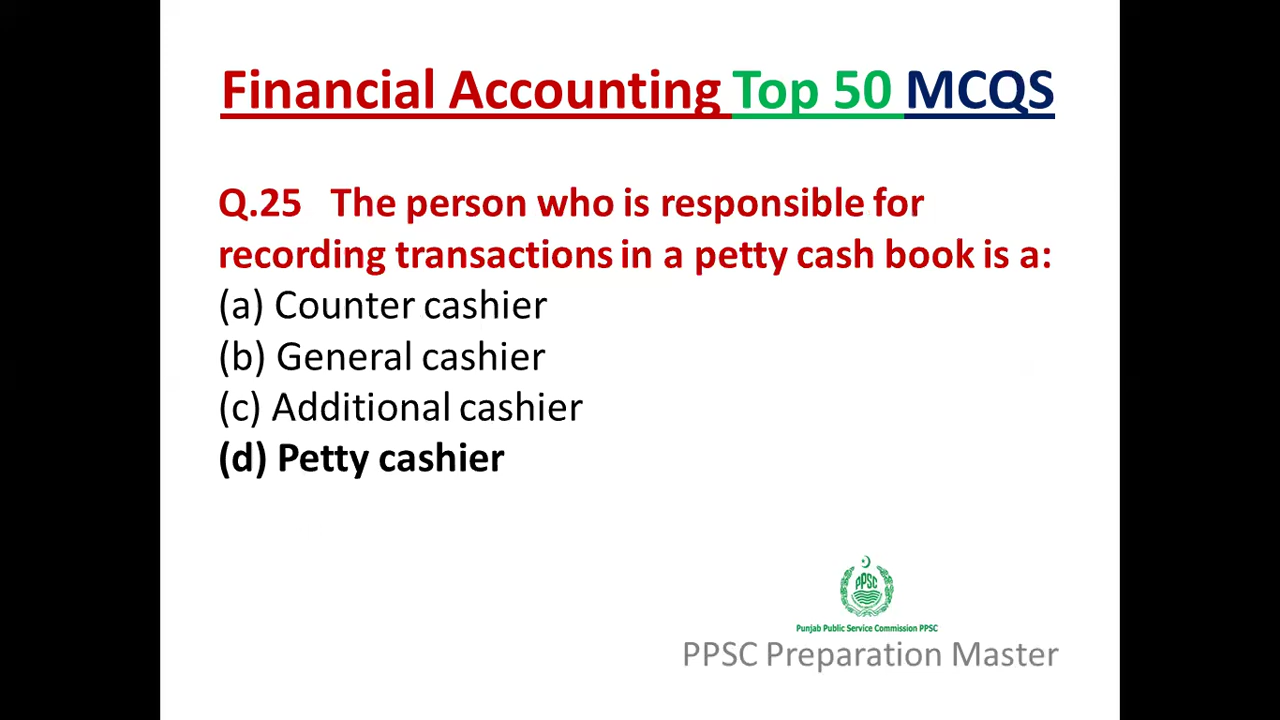 Financial Accounting Top 50 MCQS
Q.25 The person who is responsible for
recording transactions in a petty cash book is a:
(a) Counter cashier
(b) General cashier
(c) Additional cashier
(d) Petty cashier
PPSC
Punjab Public Service Commission PPSC
PPSC Preparation Master